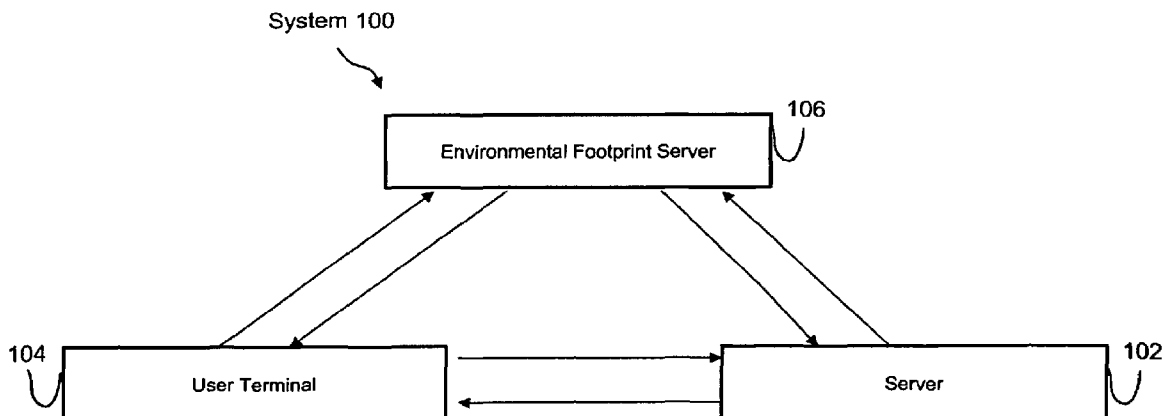 System 100
106
Environmental Footprint Server
104
User Terminal
Server
102